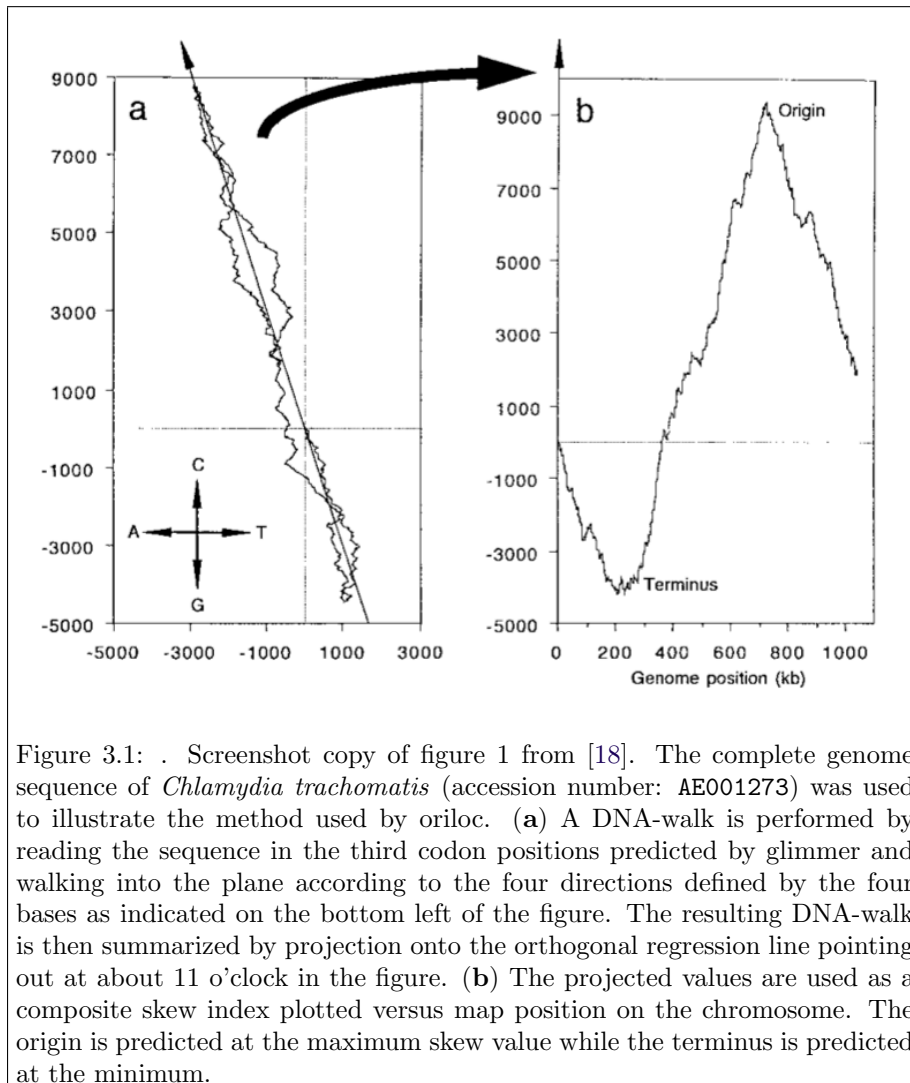 9000
7000
5000
3000
1000
-1000
-3000
-5000
a
C
A T
G
-5000 -3000 -1000 1000 3000
b
Origin
9000
7000
5000
3000
1000
-1000
-3000
-5000
Terminus
0 200 400 600 800 1000
Genome position (kb)
Figure 3.1: . Screenshot copy of figure 1 from [18]. The complete genome
sequence of Chlamydia trachomatis (accession number: AE001273) was used
to illustrate the method used by oriloc. (a) A DNA-walk is performed by
reading the sequence in the third codon positions predicted by glimmer and
walking into the plane according to the four directions defined by the four
bases as indicated on the bottom left of the figure. The resulting DNA-walk
is then summarized by projection onto the orthogonal regression line pointing
out at about 11 o'clock in the figure. (b) The projected values are used as a
composite skew index plotted versus map position on the chromosome. The
origin is predicted at the maximum skew value while the terminus is predicted
at the minimum.